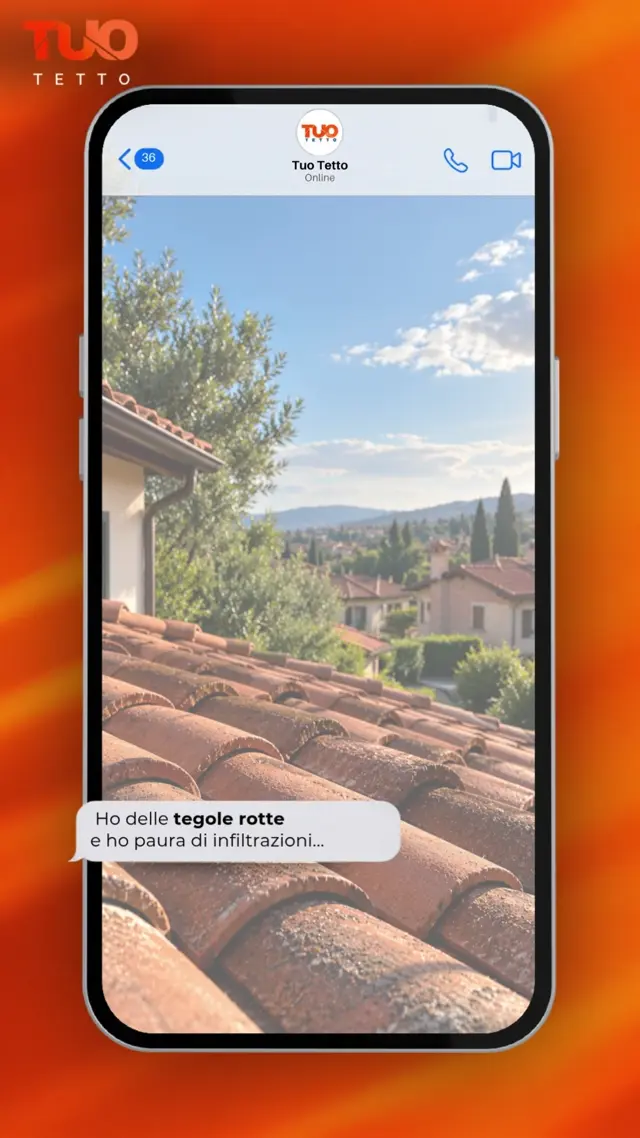 TUO
TETTO
36
TUO
TETTO
Tuo Tetto
Online
Ho delle tegole rotte
e ho paura di infiltrazioni...